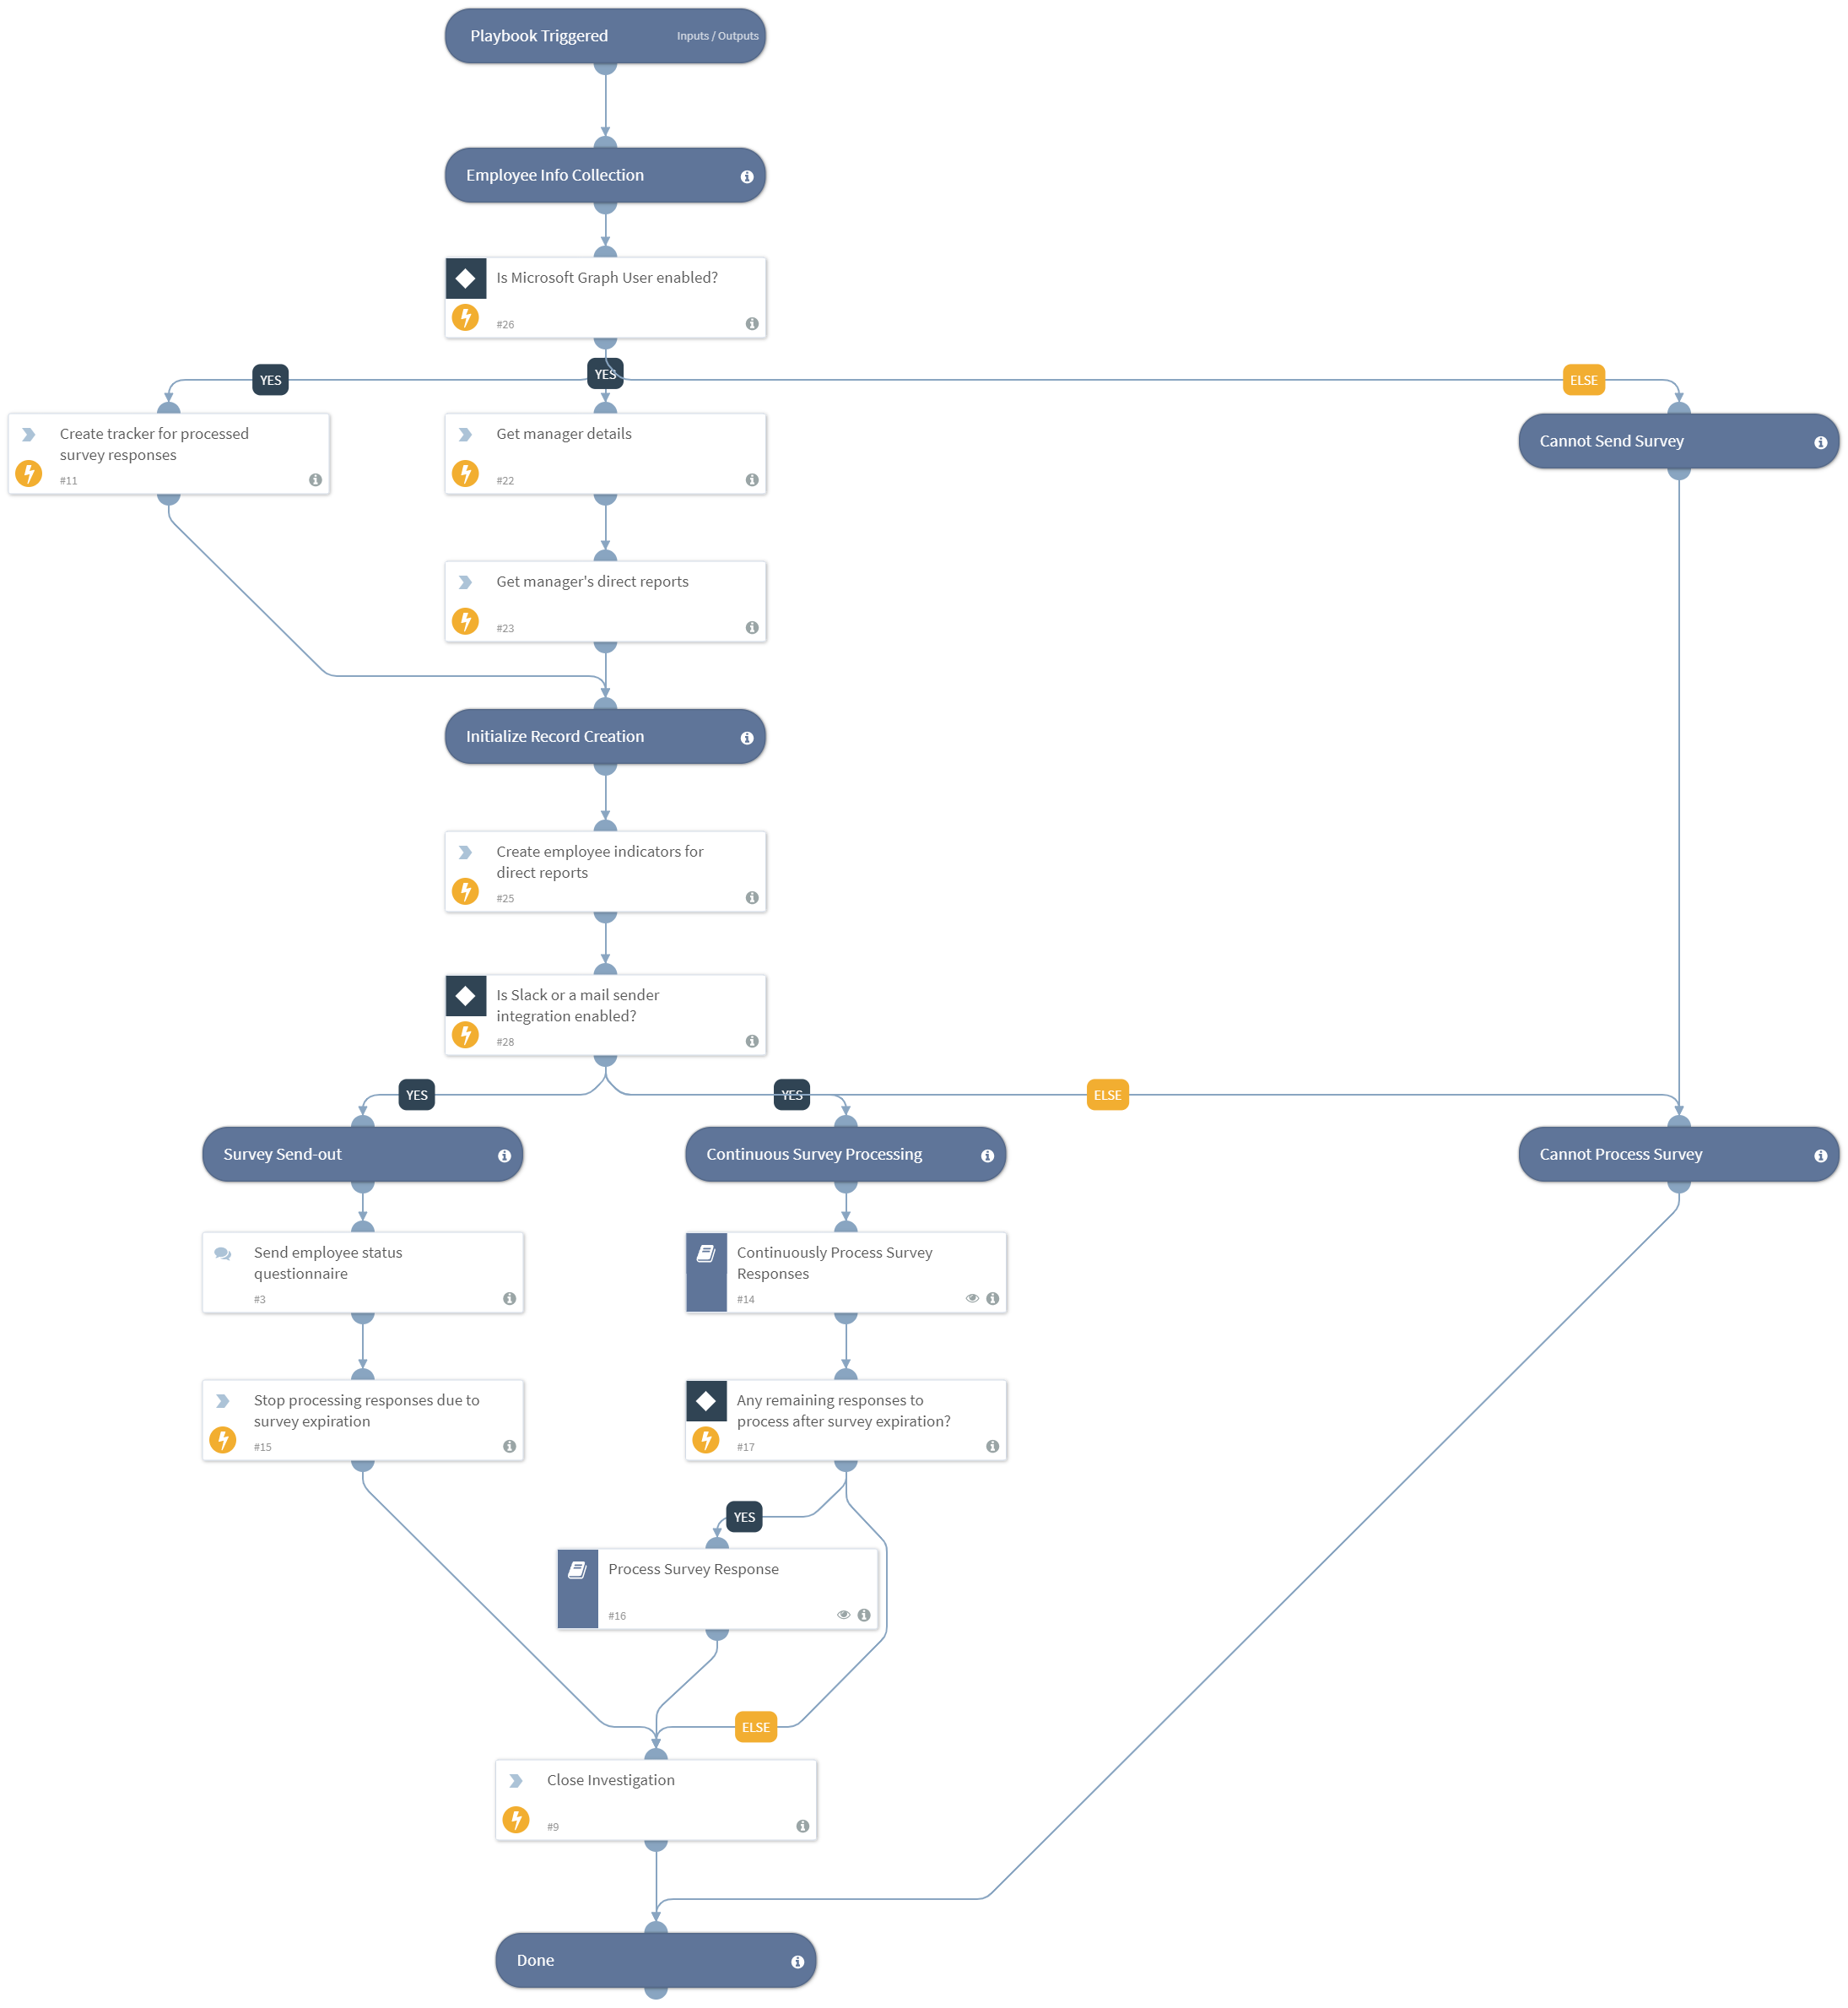 Playbook Triggered
Inputs / Outputs
Employee Info Collection
Is Microsoft Graph User enabled?
#26
YES
YES
ELSE
Create tracker for processed
survey responses
#11
Get manager details
#22
Cannot Send Survey
Get manager's direct reports
#23
Initialize Record Creation
Create employee indicators for
direct reports
#25
Is Slack or a mail sender
integration enabled?
#28
YES
YES
ELSE
Survey Send-out
Continuous Survey Processing
Cannot Process Survey
Send employee status
questionnaire
#3
Continuously Process Survey
Responses
#14
Stop processing responses due to
survey expiration
#15
Any remaining responses to
process after survey expiration?
#17
YES
Process Survey Response
#16
ELSE
Close Investigation
#9
Done